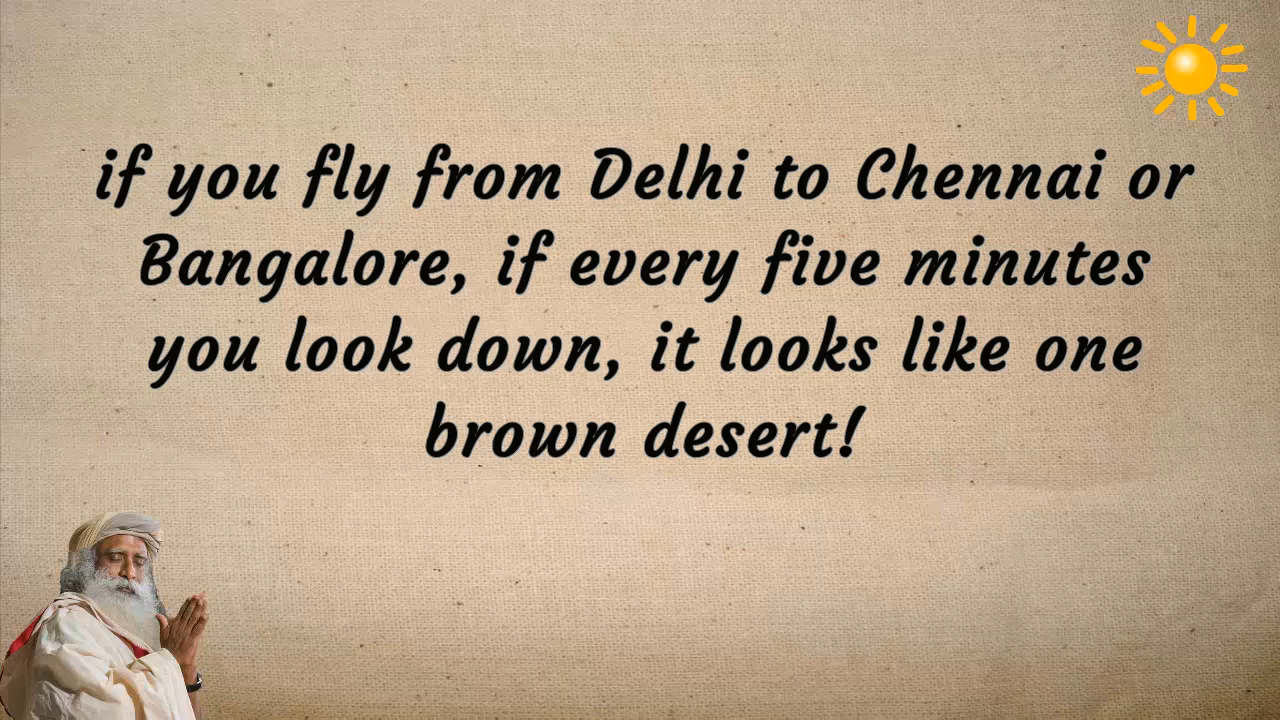 if you fly from Delhi to Chennai or
Bangalore, if every five minutes
you look down, it looks like one
brown desert!